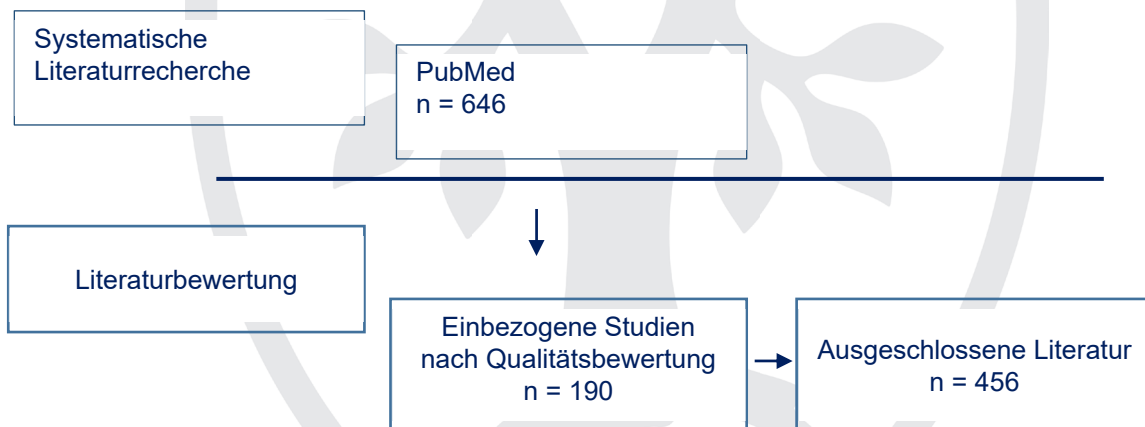 Systematische
Literaturrecherche
PubMed
n = 646
Literaturbewertung
Einbezogene Studien
nach Qualitätsbewertung
n = 190
Ausgeschlossene Literatur
n = 456